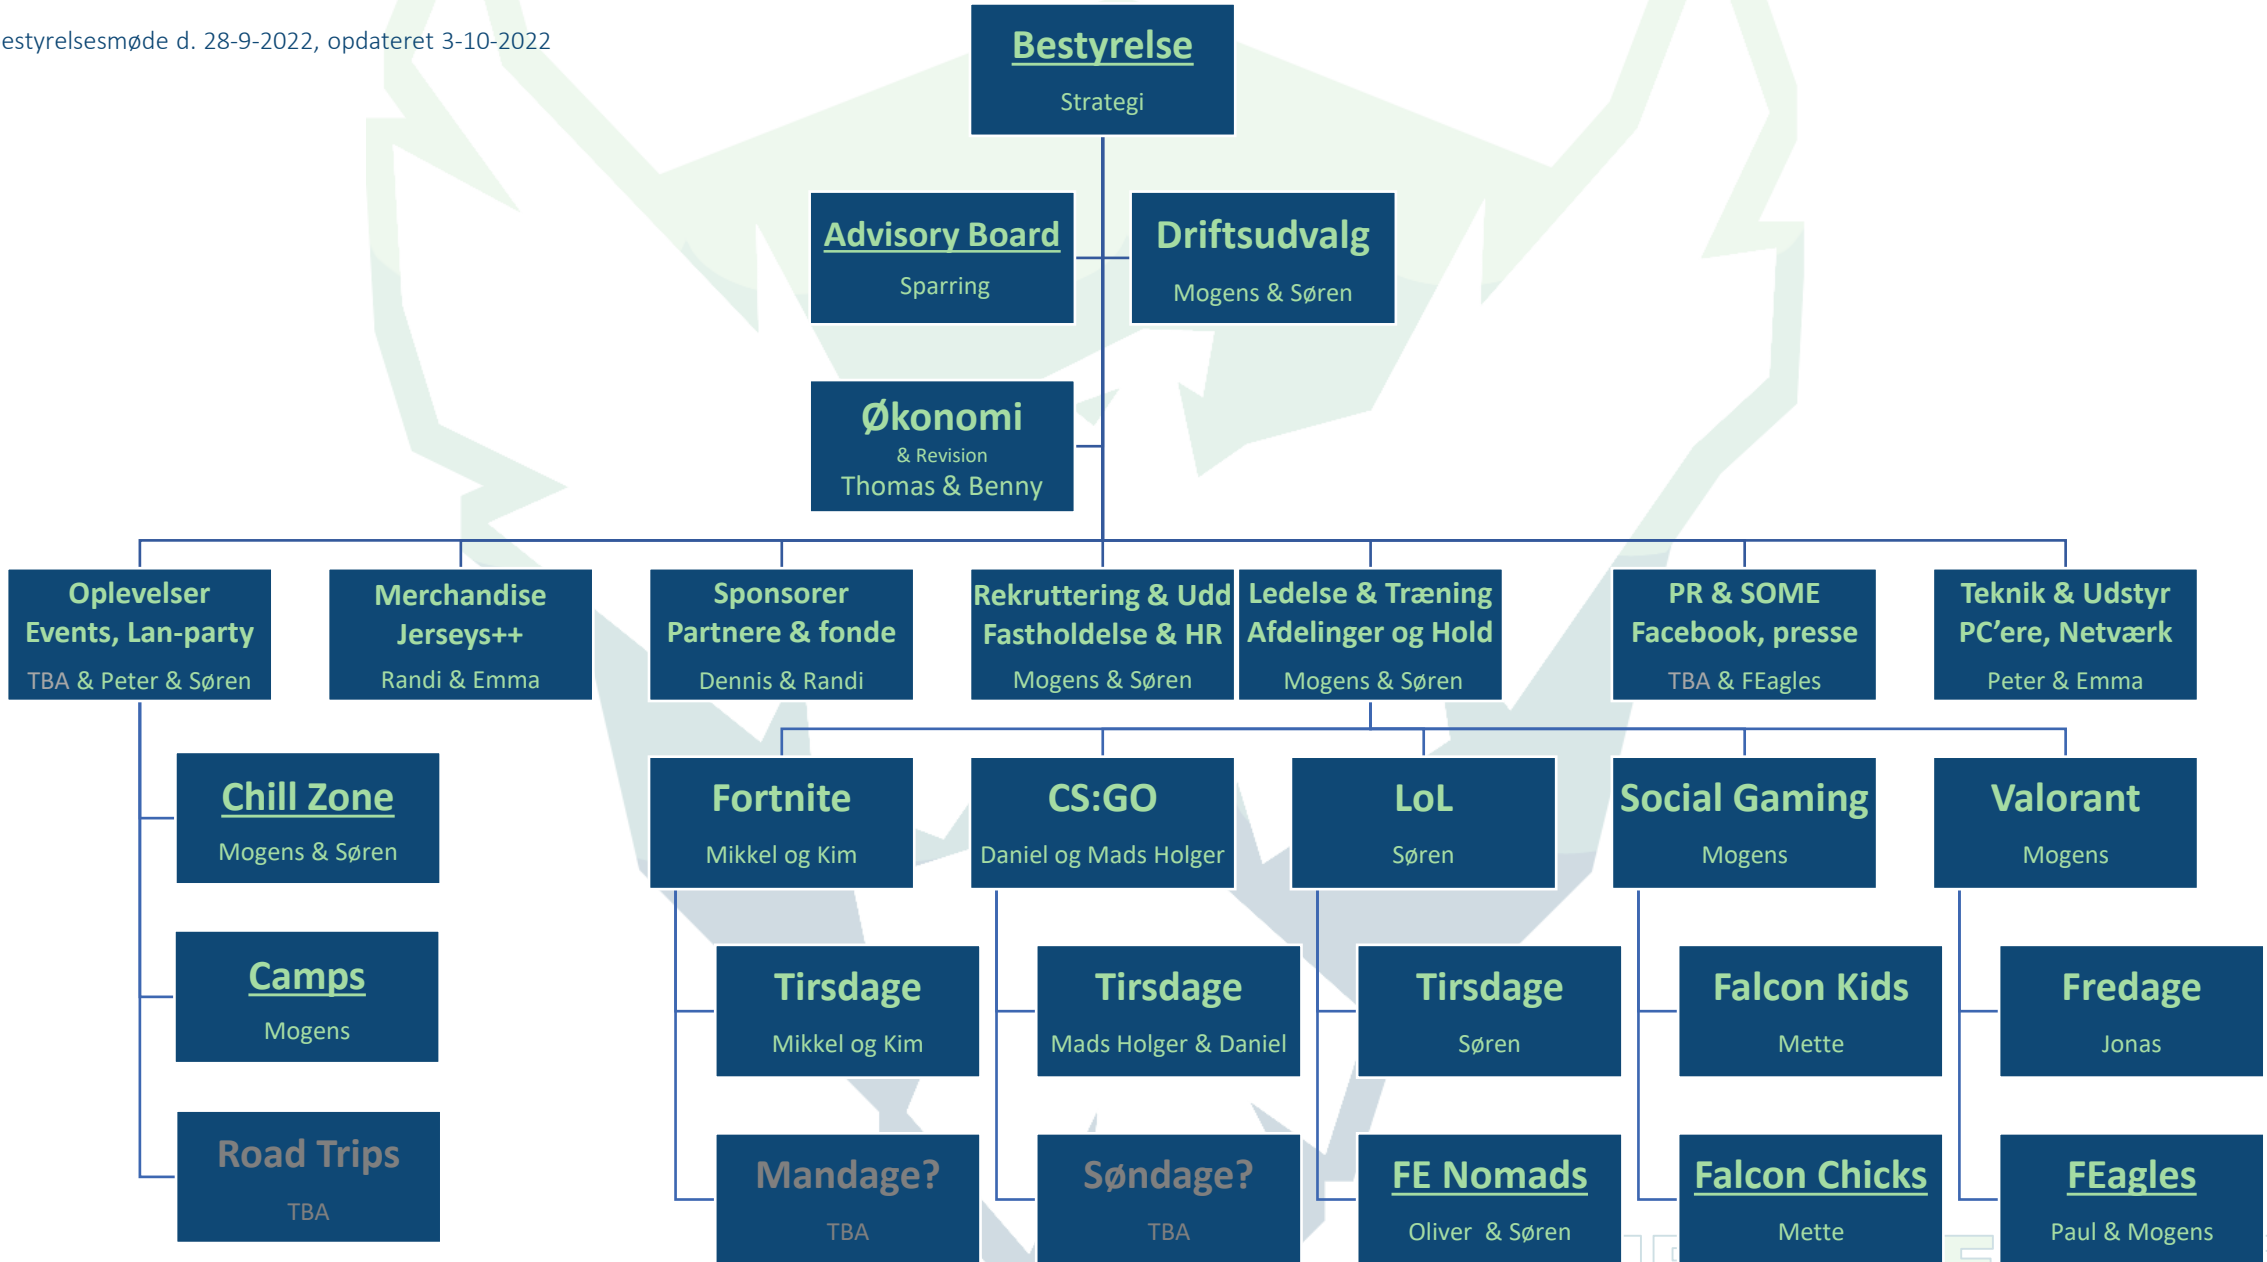 estyrelsesmøde d. 28-9-2022, opdateret 3-10-2022
Bestyrelse
Strategi
Advisory Board
Sparring
Driftsudvalg
Mogens & Søren
Økonomi
& Revision
Thomas & Benny
Oplevelser
Events, Lan-party
TBA & Peter & Søren
Merchandise
Jerseys++
Randi & Emma
Sponsorer
Partnere & fonde
Dennis & Randi
Rekruttering & Udd
Fastholdelse & HR
Mogens & Søren
Ledelse & Træning
Afdelinger og Hold
Mogens & Søren
PR & SOME
Facebook, presse
TBA & FEagles
Teknik & Udstyr
PC’ere, Netværk
Peter & Emma
Chill Zone
Mogens & Søren
Camps
Mogens
Road Trips
TBA
Fortnite
Mikkel og Kim
Tirsdage
Mikkel og Kim
Mandage?
TBA
CS:GO
Daniel og Mads Holger
Tirsdage
Mads Holger & Daniel
Søndage?
TBA
LoL
Søren
Tirsdage
Søren
FE Nomads
Oliver & Søren
Social Gaming
Mogens
Falcon Kids
Mette
Falcon Chicks
Mette
Valorant
Mogens
Fredage
Jonas
FEagles
Paul & Mogens